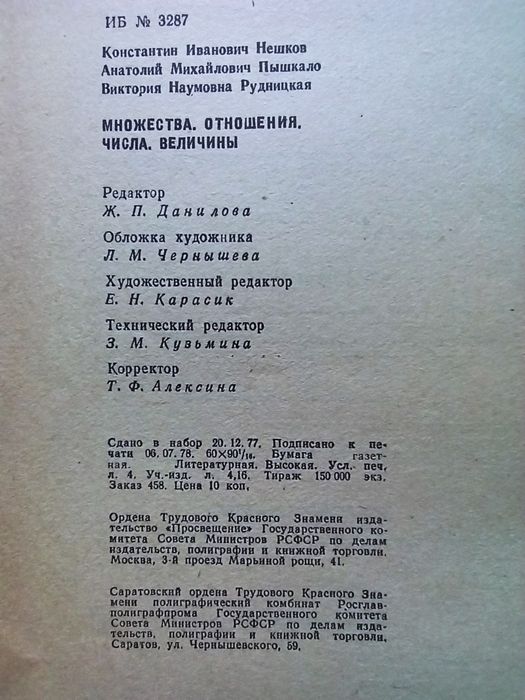 ИБ № 3287
Константин Иванович Нешков
Анатолий Михайлович Пышкало
Виктория Наумовна Рудницкая
МНОЖЕСТВА. ОТНОШЕНИЯ.
ЧИСЛА. ВЕЛИЧИНЫ
Редактор
Ж. П. Данилова
Обложка художника
Л. М. Чернышева
Художественный редактор
Е. Н. Карасик
Технический редактор
З. М. Кузьмина
Корректор
Т. Ф. Алексина
Сдано в набор 20.12.77. Подписано к пе-
чати 06.07.78. 60×90¹/₁₆. Бумага газет-
ная. Литературная. Высокая. Усл. печ.
л. 4. Уч.-изд. л. 4,16. Тираж 150 000 экз.
Заказ 458. Цена 10 коп.
Ордена Трудового Красного Знамени изда-
тельство «Просвещение» Государственного ко-
митета Совета Министров РСФСР по делам
издательств, полиграфии и книжной торговли.
Москва, 3-й проезд Марьиной рощи, 41.
Саратовский ордена Трудового Красного Зна-
мени полиграфический комбинат Росглав-
полиграфпрома Государственного комитета
Совета Министров РСФСР по делам изда-
тельств, полиграфии и книжной торговли.
Саратов, ул. Чернышевского, 59.